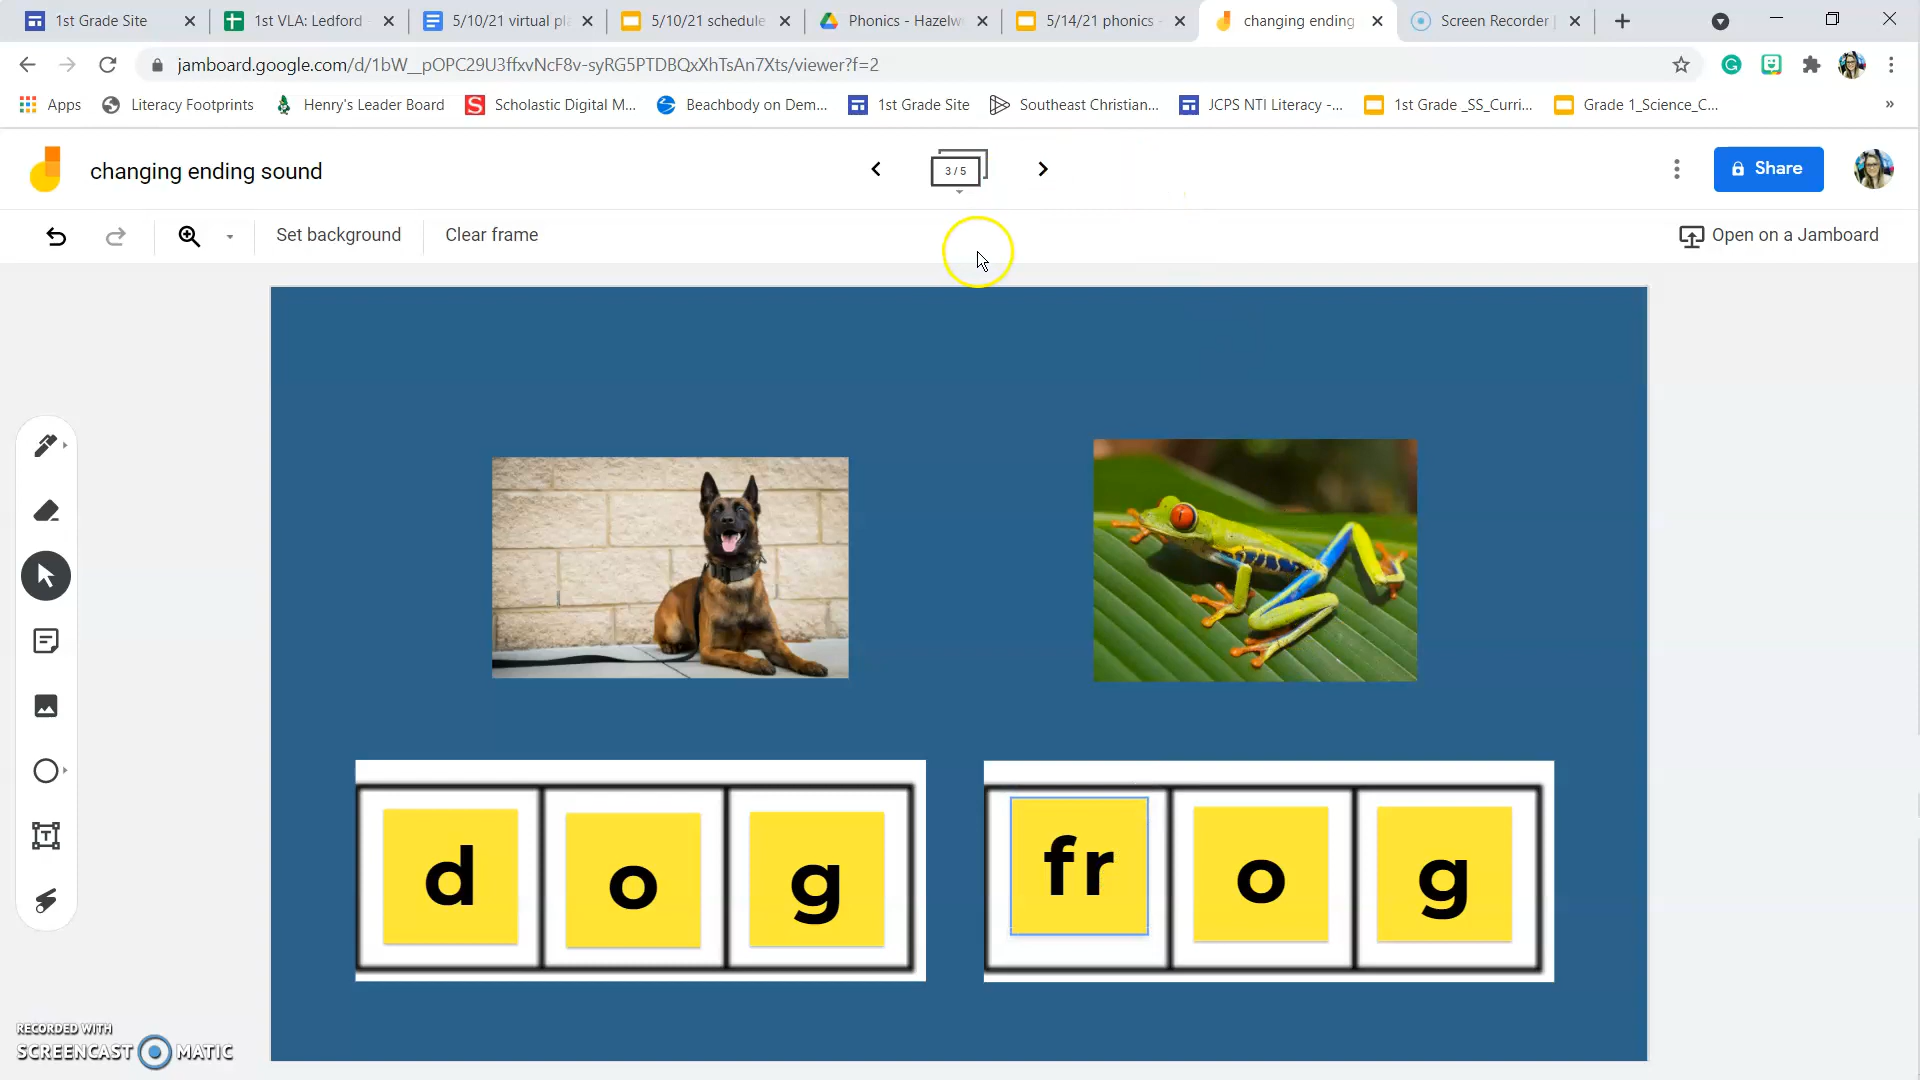 1st Grade Site 1st VLA: Ledford 5/10/21 virtual pl 5/10/21 schedule Phonics - Hazelw 5/14/21 phonics - changing ending Screen Recorder |
jamboard.google.com/d/1bW__pOPC29U3ffxvNcF8v-syRG5PTDBQxXhTsAn7Xts/viewer?f=2
Apps Literacy Footprints Henry's Leader Board Scholastic Digital M... Beachbody on Dem... 1st Grade Site Southeast Christian... JCPS NTI Literacy -... 1st Grade _SS_Curri... Grade 1_Science_C... »
changing ending sound 3 / 5 Share
Set background Clear frame Open on a Jamboard
d o g fr o g
RECORDED WITH
SCREENCAST MATIC